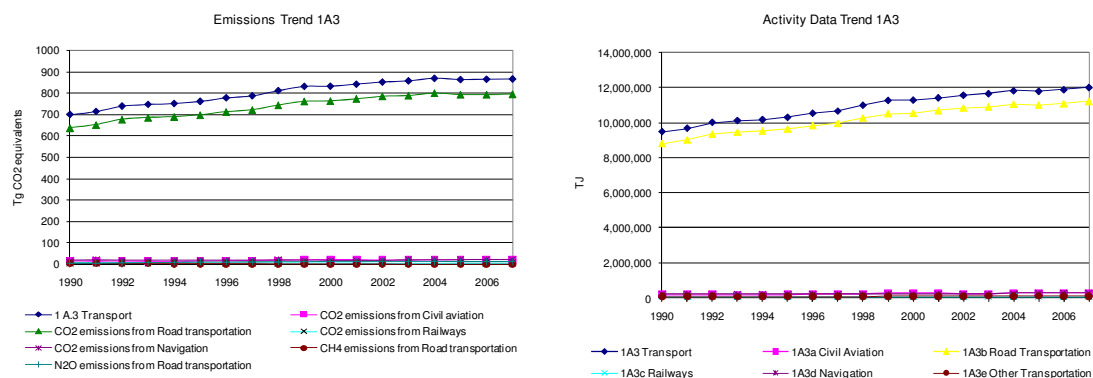 Emissions Trend 1A3
Tg CO2 equivalents
1000
900
800
700
600
500
400
300
200
100
0
1990 1992 1994 1996 1998 2000 2002 2004 2006
1 A 3 Transport
CO2 emissions from Civil aviation
CO2 emissions from Road transportation
CO2 emissions from Railways
CO2 emissions from Navigation
CH4 emissions from Road transportation
N2O emissions from Road transportation
Activity Data Trend 1A3
TJ
14,000,000
12,000,000
10,000,000
8,000,000
6,000,000
4,000,000
2,000,000
0
1990 1992 1994 1996 1998 2000 2002 2004 2006
1A3 Transport
1A3a Civil Aviation
1A3b Road Transportation
1A3c Railways
1A3d Navigation
1A3e Other Transportation